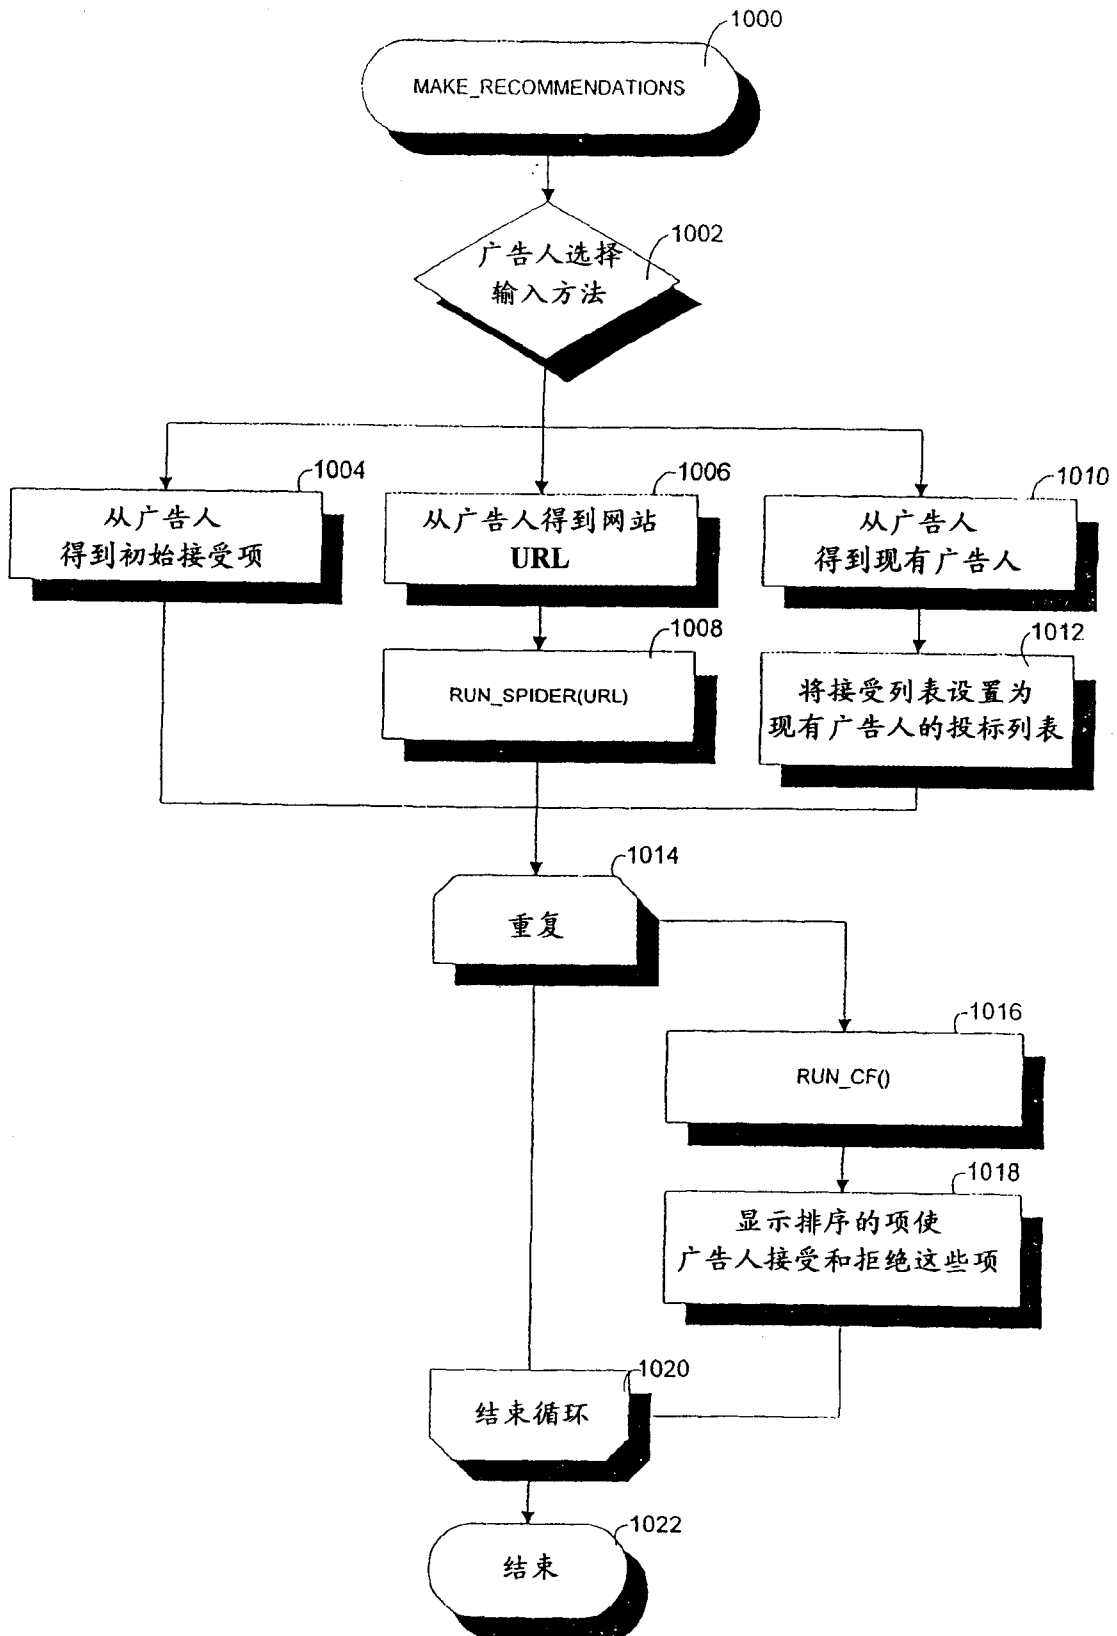 1000
MAKE_RECOMMENDATIONS
1002
广告人选择
输入方法
1004
从广告人
得到初始接受项
1006
从广告人得到网站
URL
1010
从广告人
得到现有广告人
1008
RUN_SPIDER(URL)
1012
将接受列表设置为
现有广告人的投标列表
1014
重复
1016
RUN_CF()
1018
显示排序的项使
广告人接受和拒绝这些项
1020
结束循环
1022
结束